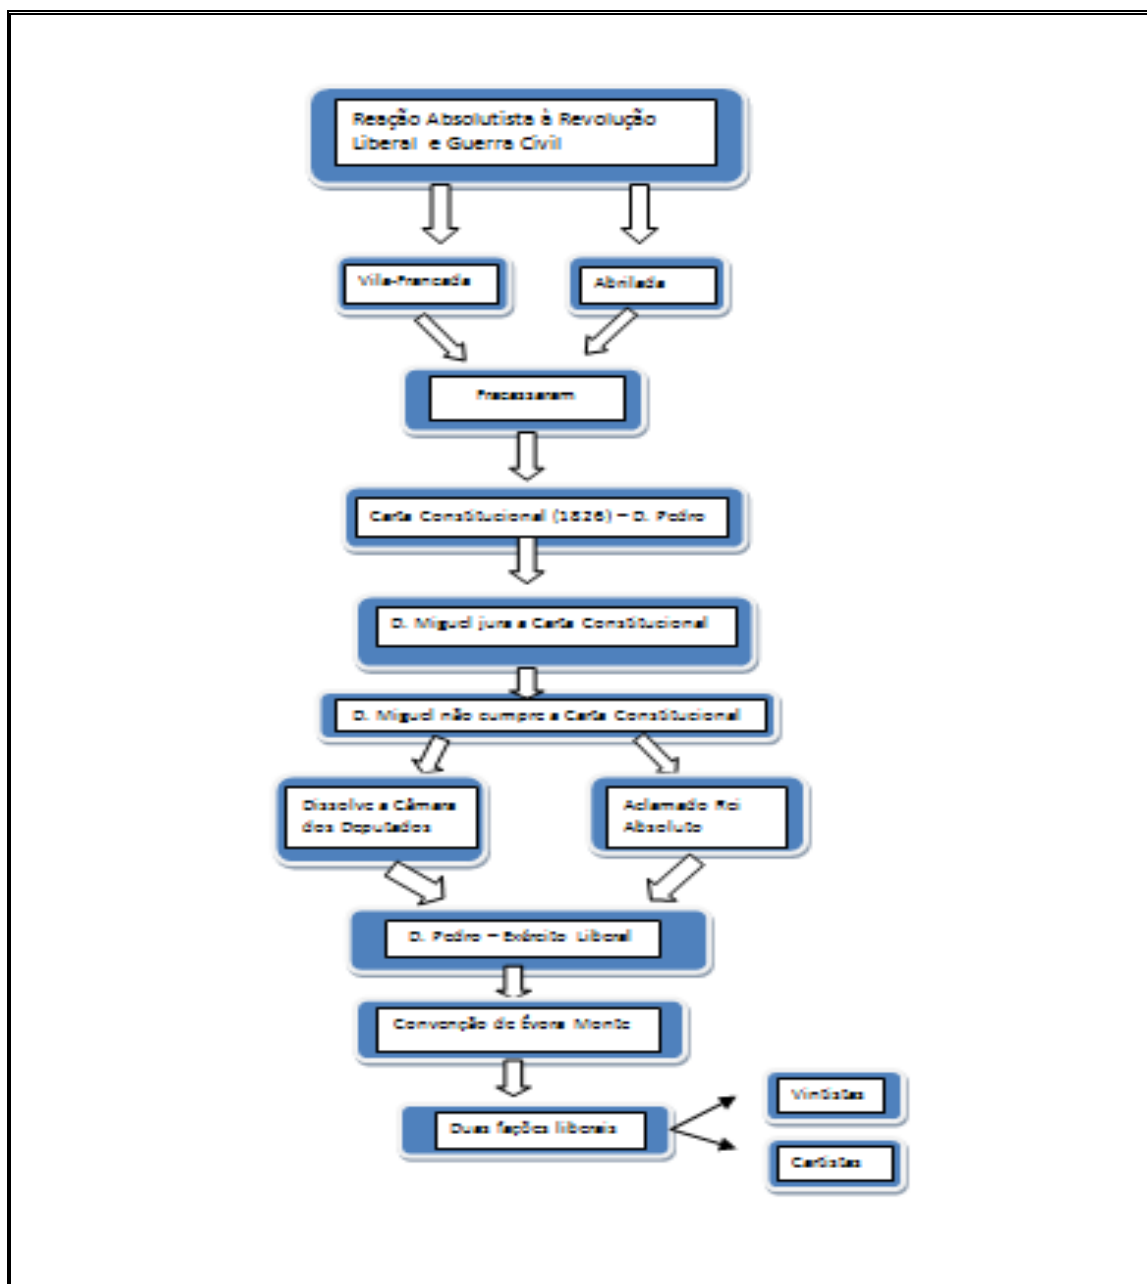 Reação Absolutista à Revolução
Liberal e Guerra Civil
Vila-Francada
Abrilada
Fracassaram
Carta Constitucional (1826) – D. Pedro
D. Miguel jura a Carta Constitucional
D. Miguel não cumpre a Carta Constitucional
Dissolve a Câmara
dos Deputados
Aclamado Rei
Absoluto
D. Pedro – Exército Liberal
Convenção de Évora Monte
Duas fações liberais
Vintistas
Cartistas